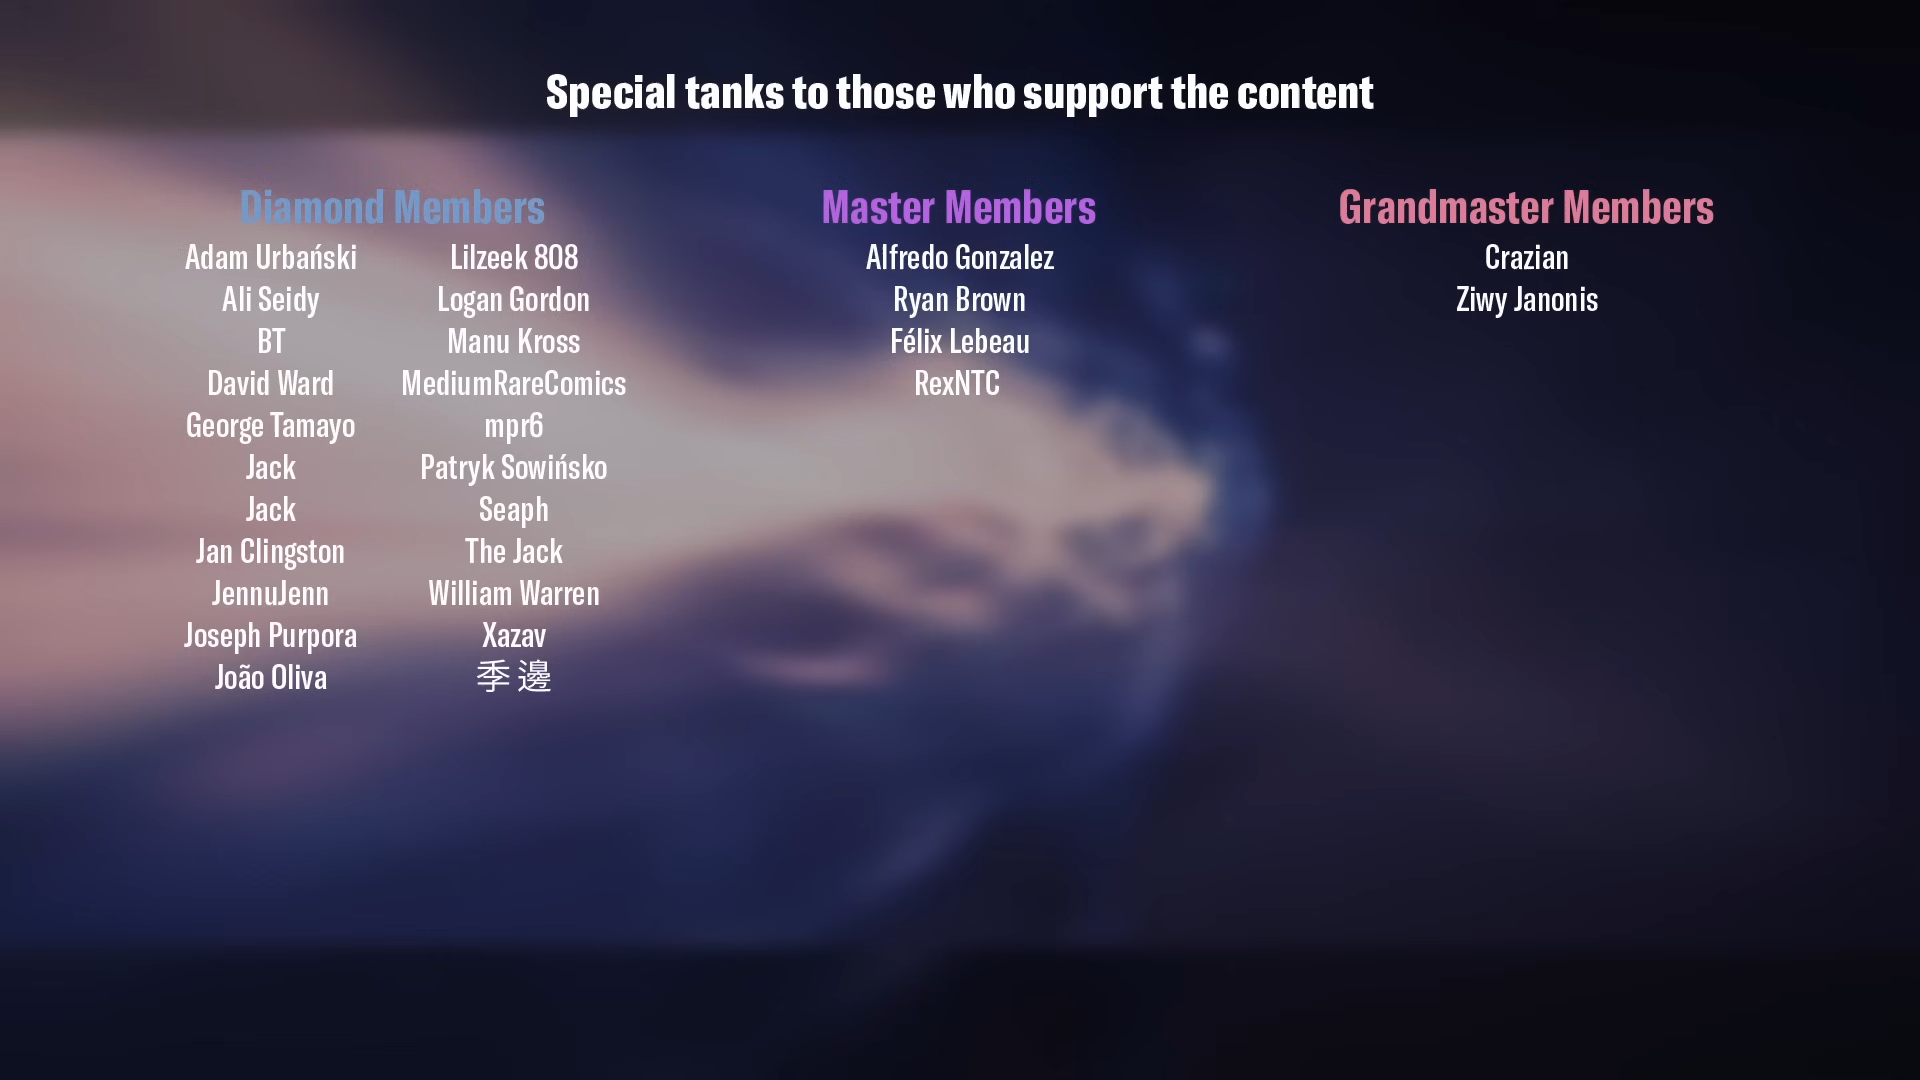 Special tanks to those who support the content
Diamond Members
Adam Urbański
Ali Seidy
BT
David Ward
George Tamayo
Jack
Jack
Jan Clingston
JennuJenn
Joseph Purpora
João Oliva
Lilzeek 808
Logan Gordon
Manu Kross
MediumRareComics
mpr6
Patryk Sowińsko
Seaph
The Jack
William Warren
Xazav
季 邊
Master Members
Alfredo Gonzalez
Ryan Brown
Félix Lebeau
RexNTC
Grandmaster Members
Crazian
Ziwy Janonis